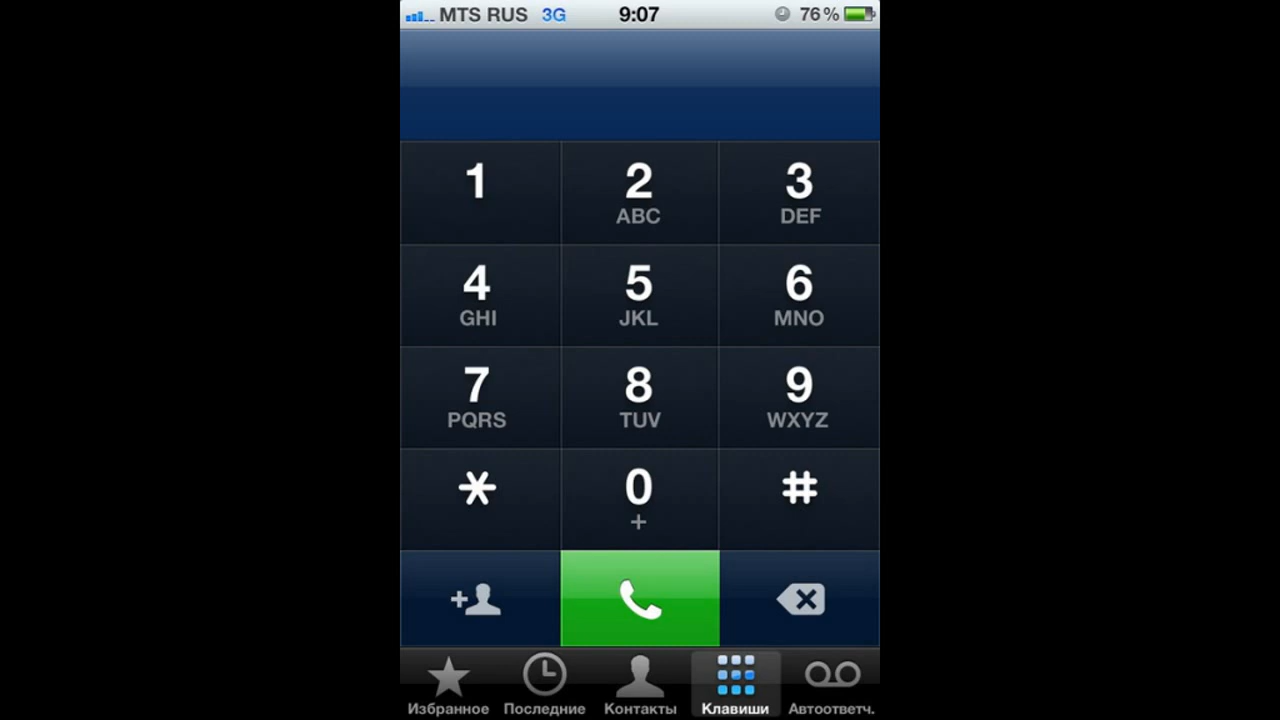 MTS RUS 3G 9:07 76%
1 2 3
ABC DEF
4 5 6
GHI JKL MNO
7 8 9
PQRS TUV WXYZ
* 0 #
+
+
Избранное Последние Контакты Клавиши Автоответч.